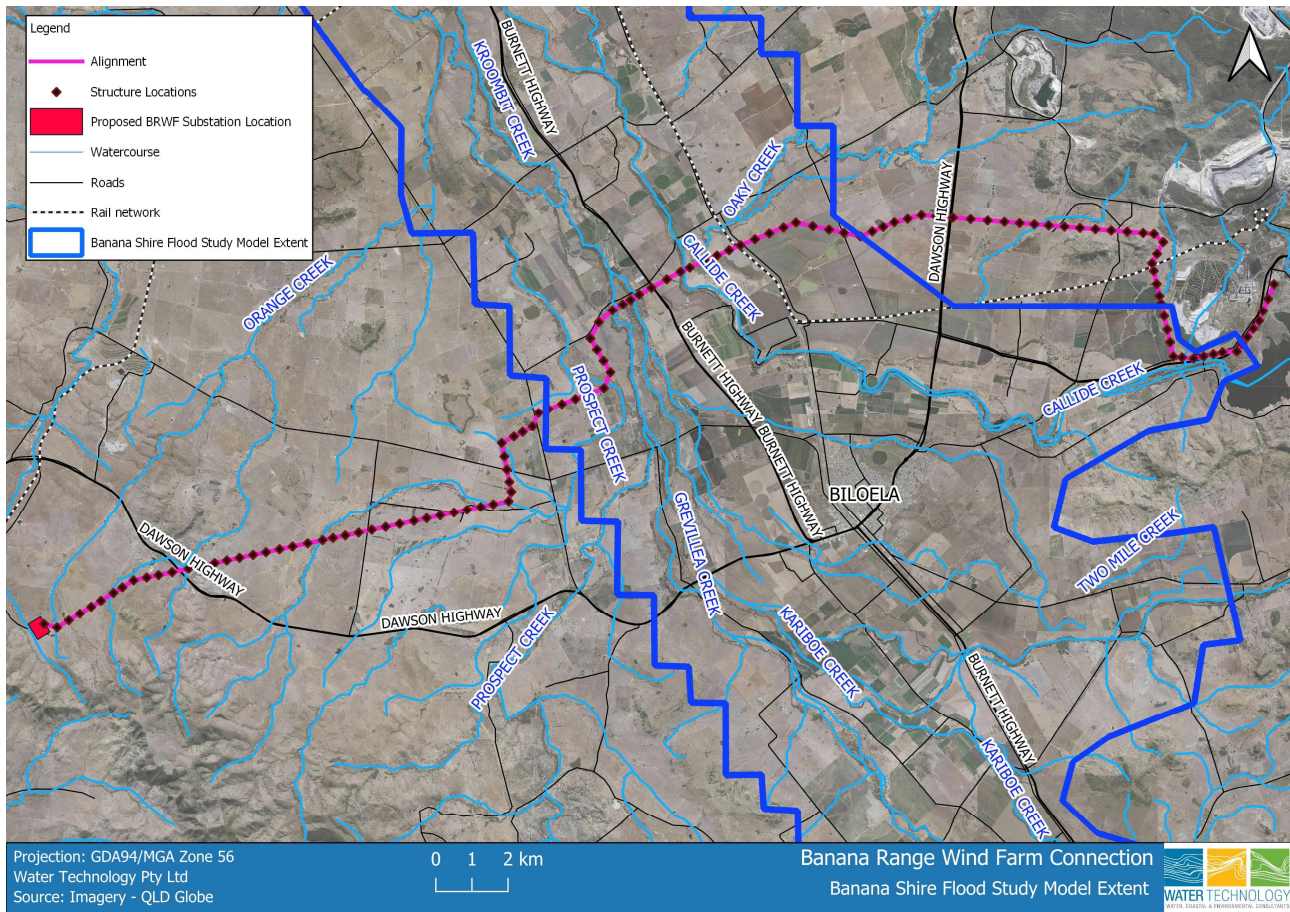 Legend
Alignment
Structure Locations
Proposed BRWF Substation Location
Watercourse
Roads
Rail network
Banana Shire Flood Study Model Extent
BURNETT HIGHWAY
KROOMBIT CREEK
OAKY CREEK
DAWSON HIGHWAY
CALLIDE CREEK
ORANGE CREEK
BURNETT HIGHWAY
BURNETT HIGHWAY
PROSPECT CREEK
CALLIDE CREEK
BILOELA
GREVILLEA CREEK
TWO MILE CREEK
DAWSON HIGHWAY
DAWSON HIGHWAY
PROSPECT CREEK
KARIBOE CREEK
BURNETT HIGHWAY
KARIBOE CREEK
Projection: GDA94/MGA Zone 56
Water Technology Pty Ltd
Source: Imagery - QLD Globe
0 1 2 km
Banana Range Wind Farm Connection
Banana Shire Flood Study Model Extent
WATER TECHNOLOGY
WATER, COASTAL & ENVIRONMENTAL CONSULTANTS